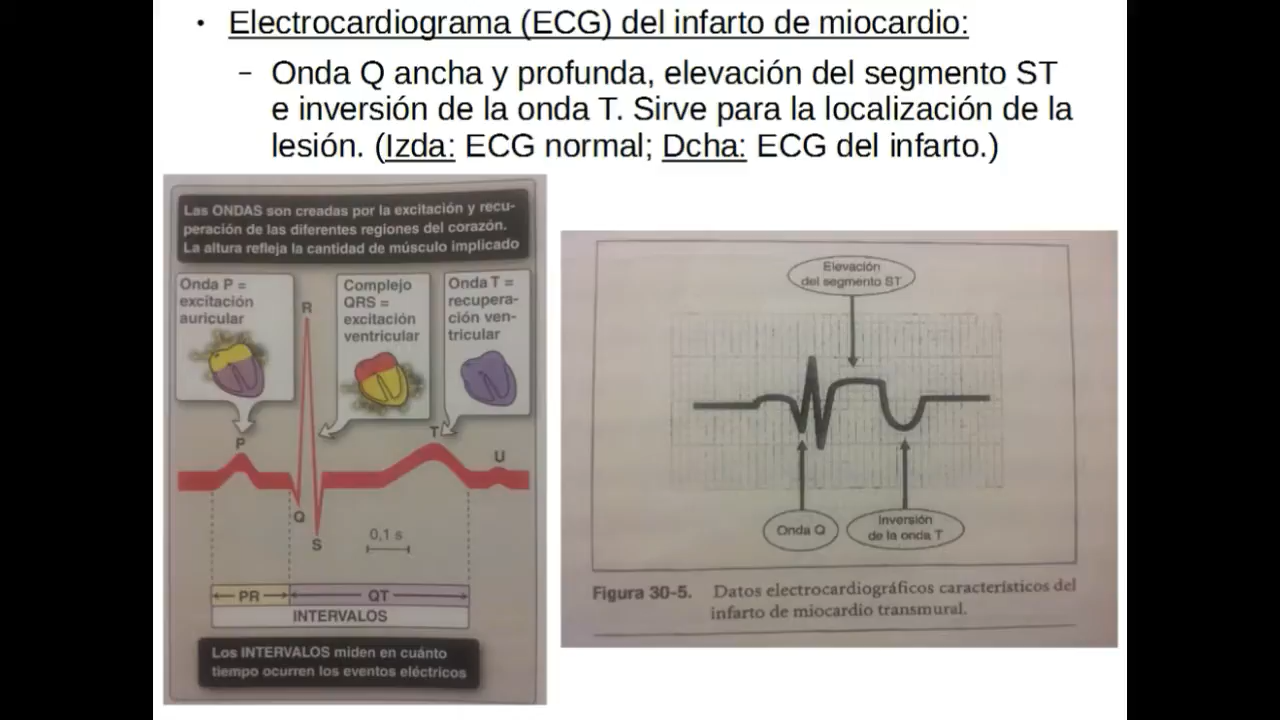 • Electrocardiograma (ECG) del infarto de miocardio:
– Onda Q ancha y profunda, elevación del segmento ST
e inversión de la onda T. Sirve para la localización de la
lesión. (Izda: ECG normal; Dcha: ECG del infarto.)
Las ONDAS son creadas por la excitación y recu-
peración de las diferentes regiones del corazón.
La altura refleja la cantidad de músculo implicado
Onda P =
excitación
auricular
Complejo
QRS =
excitación
ventricular
Onda T =
recupera-
ción ven-
tricular
R
P
T
U
Q
S
0,1 s
PR
QT
INTERVALOS
Los INTERVALOS miden en cuánto
tiempo ocurren los eventos eléctricos
Elevación
del segmento ST
Onda Q
Inversión
de la onda T
Figura 30-5. Datos electrocardiográficos característicos del
infarto de miocardio transmural.